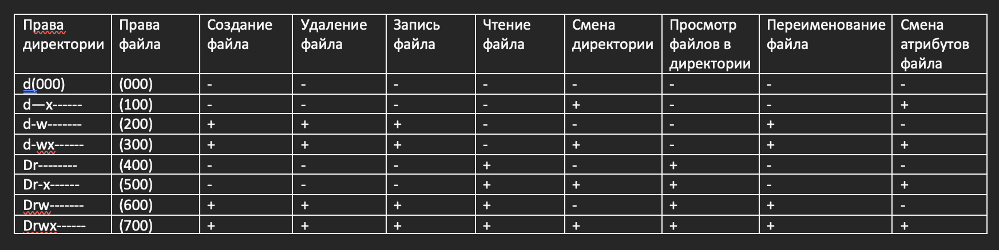 Права директории | Права файла | Создание файла | Удаление файла | Запись файла | Чтение файла | Смена директории | Просмотр файлов в директории | Переименование файла | Смена атрибутов файла
d(000) | (000) | - | - | - | - | - | - | - | -
d—x------ | (100) | - | - | - | - | + | - | - | +
d-w------- | (200) | + | + | + | - | - | - | + | -
d-wx------ | (300) | + | + | + | - | + | - | + | +
Dr-------- | (400) | - | - | - | + | - | + | - | -
Dr-x------ | (500) | - | - | - | + | + | + | - | +
Drw------- | (600) | + | + | + | + | - | + | + | -
Drwx------ | (700) | + | + | + | + | + | + | + | +